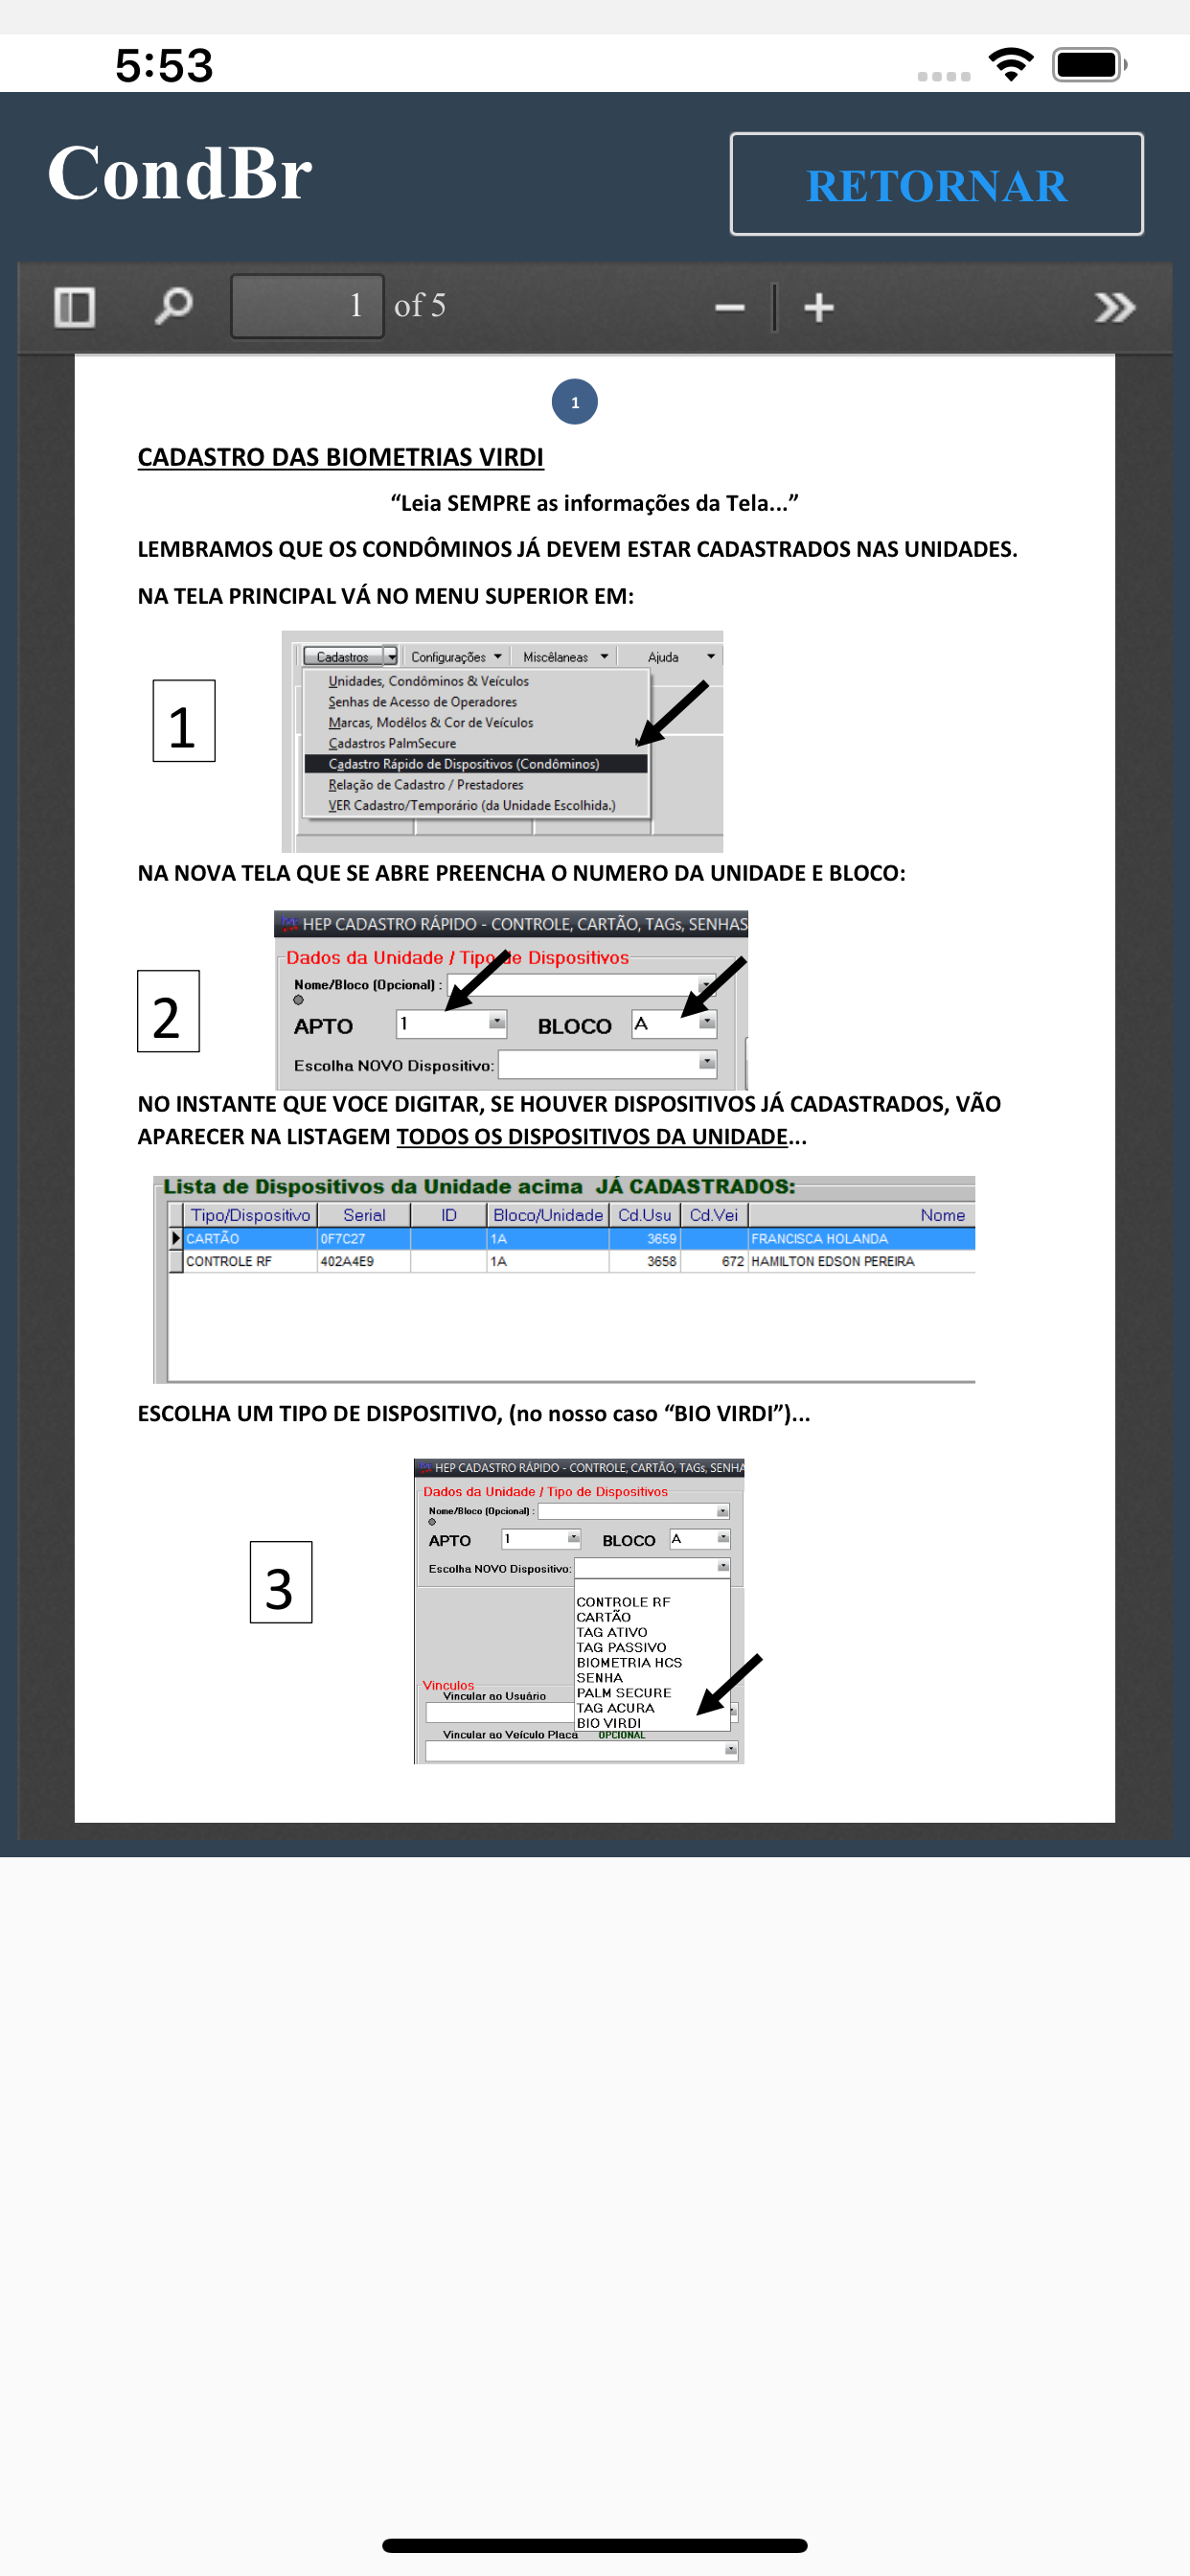 5:53
CondBr
RETORNAR
1 of 5
1
CADASTRO DAS BIOMETRIAS VIRDI
“Leia SEMPRE as informações da Tela...”
LEMBRAMOS QUE OS CONDÔMINOS JÁ DEVEM ESTAR CADASTRADOS NAS UNIDADES.
NA TELA PRINCIPAL VÁ NO MENU SUPERIOR EM:
Cadastros Configurações Miscêlaneas Ajuda
Unidades, Condôminos & Veículos
Senhas de Acesso de Operadores
Marcas, Modêlos & Cor de Veículos
Cadastros PalmSecure
Cadastro Rápido de Dispositivos (Condôminos)
Relação de Cadastro / Prestadores
VER Cadastro/Temporário (da Unidade Escolhida.)
1
NA NOVA TELA QUE SE ABRE PREENCHA O NUMERO DA UNIDADE E BLOCO:
HEP CADASTRO RÁPIDO - CONTROLE, CARTÃO, TAGs, SENHAS
Dados da Unidade / Tipo de Dispositivos
Nome/Bloco (Opcional) :
APTO 1 BLOCO A
Escolha NOVO Dispositivo:
2
NO INSTANTE QUE VOCE DIGITAR, SE HOUVER DISPOSITIVOS JÁ CADASTRADOS, VÃO
APARECER NA LISTAGEM TODOS OS DISPOSITIVOS DA UNIDADE...
Lista de Dispositivos da Unidade acima JÁ CADASTRADOS:
Tipo/Dispositivo Serial ID Bloco/Unidade Cd.Usu Cd.Vei Nome
CARTÃO 0F7C27 1A 3659 FRANCISCA HOLANDA
CONTROLE RF 402A4E9 1A 3658 672 HAMILTON EDSON PEREIRA
ESCOLHA UM TIPO DE DISPOSITIVO, (no nosso caso “BIO VIRDI”)...
HEP CADASTRO RÁPIDO - CONTROLE, CARTÃO, TAGs, SENHA
Dados da Unidade / Tipo de Dispositivos
Nome/Bloco (Opcional) :
APTO 1 BLOCO A
Escolha NOVO Dispositivo:
3
CONTROLE RF
CARTÃO
TAG ATIVO
TAG PASSIVO
BIOMETRIA HCS
SENHA
PALM SECURE
TAG ACURA
BIO VIRDI
Vinculos
Vincular ao Usuário
Vincular ao Veículo Placa OPCIONAL